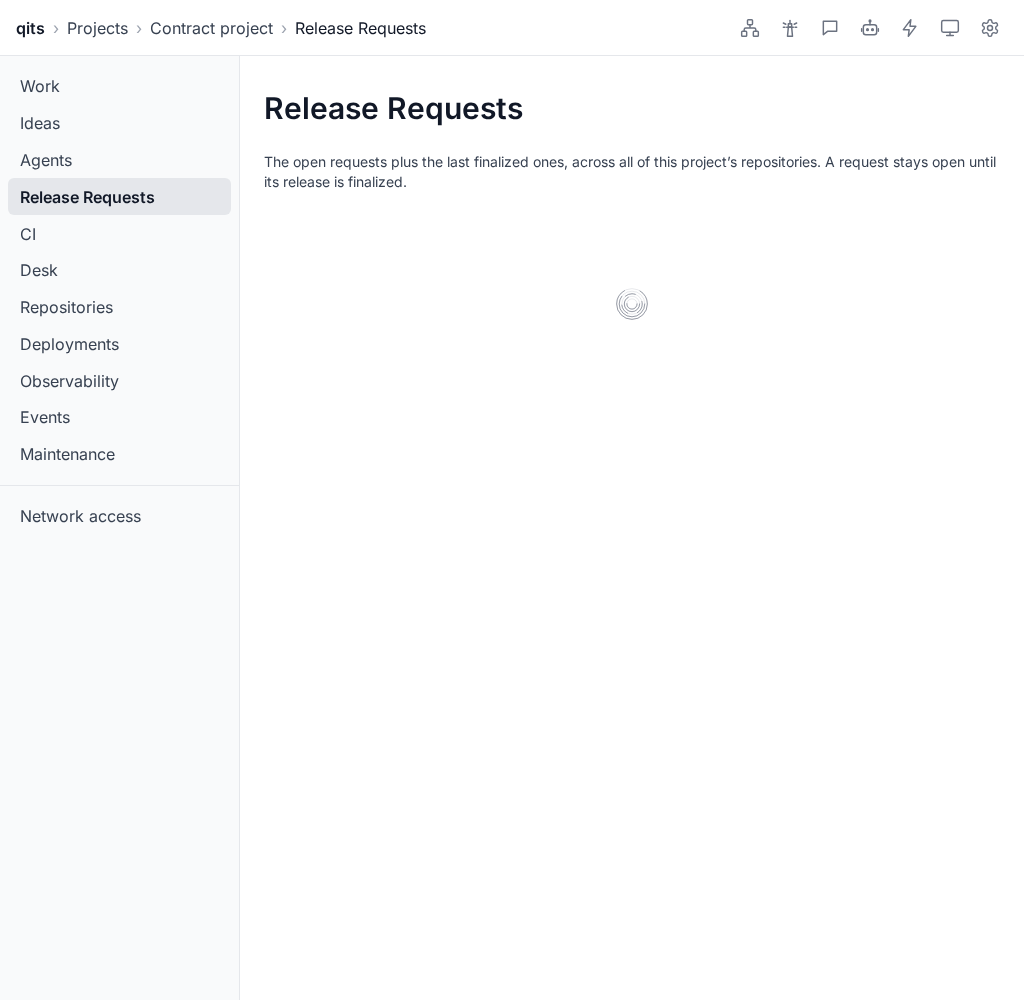 qits › Projects › Contract project › Release Requests
Work
Ideas
Agents
Release Requests
CI
Desk
Repositories
Deployments
Observability
Events
Maintenance
Network access
Release Requests
The open requests plus the last finalized ones, across all of this project’s repositories. A request stays open until
its release is finalized.